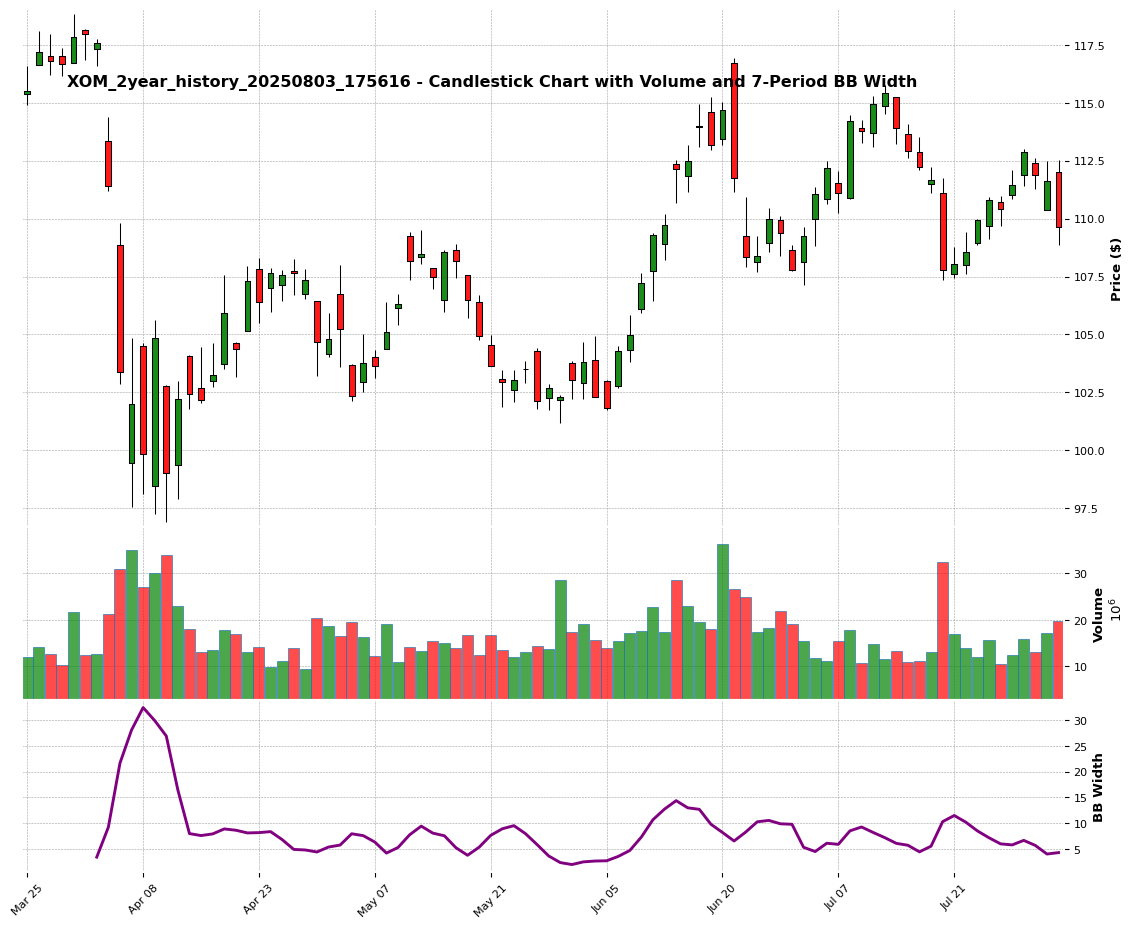 XOM_2year_history_20250803_175616 - Candlestick Chart with Volume and 7-Period BB Width
117.5
115.0
112.5
110.0
107.5
105.0
102.5
100.0
97.5
Price ($)
30
20
10
Volume
10⁶
30
25
20
15
10
5
BB Width
Mar 25
Apr 08
Apr 23
May 07
May 21
Jun 05
Jun 20
Jul 07
Jul 21